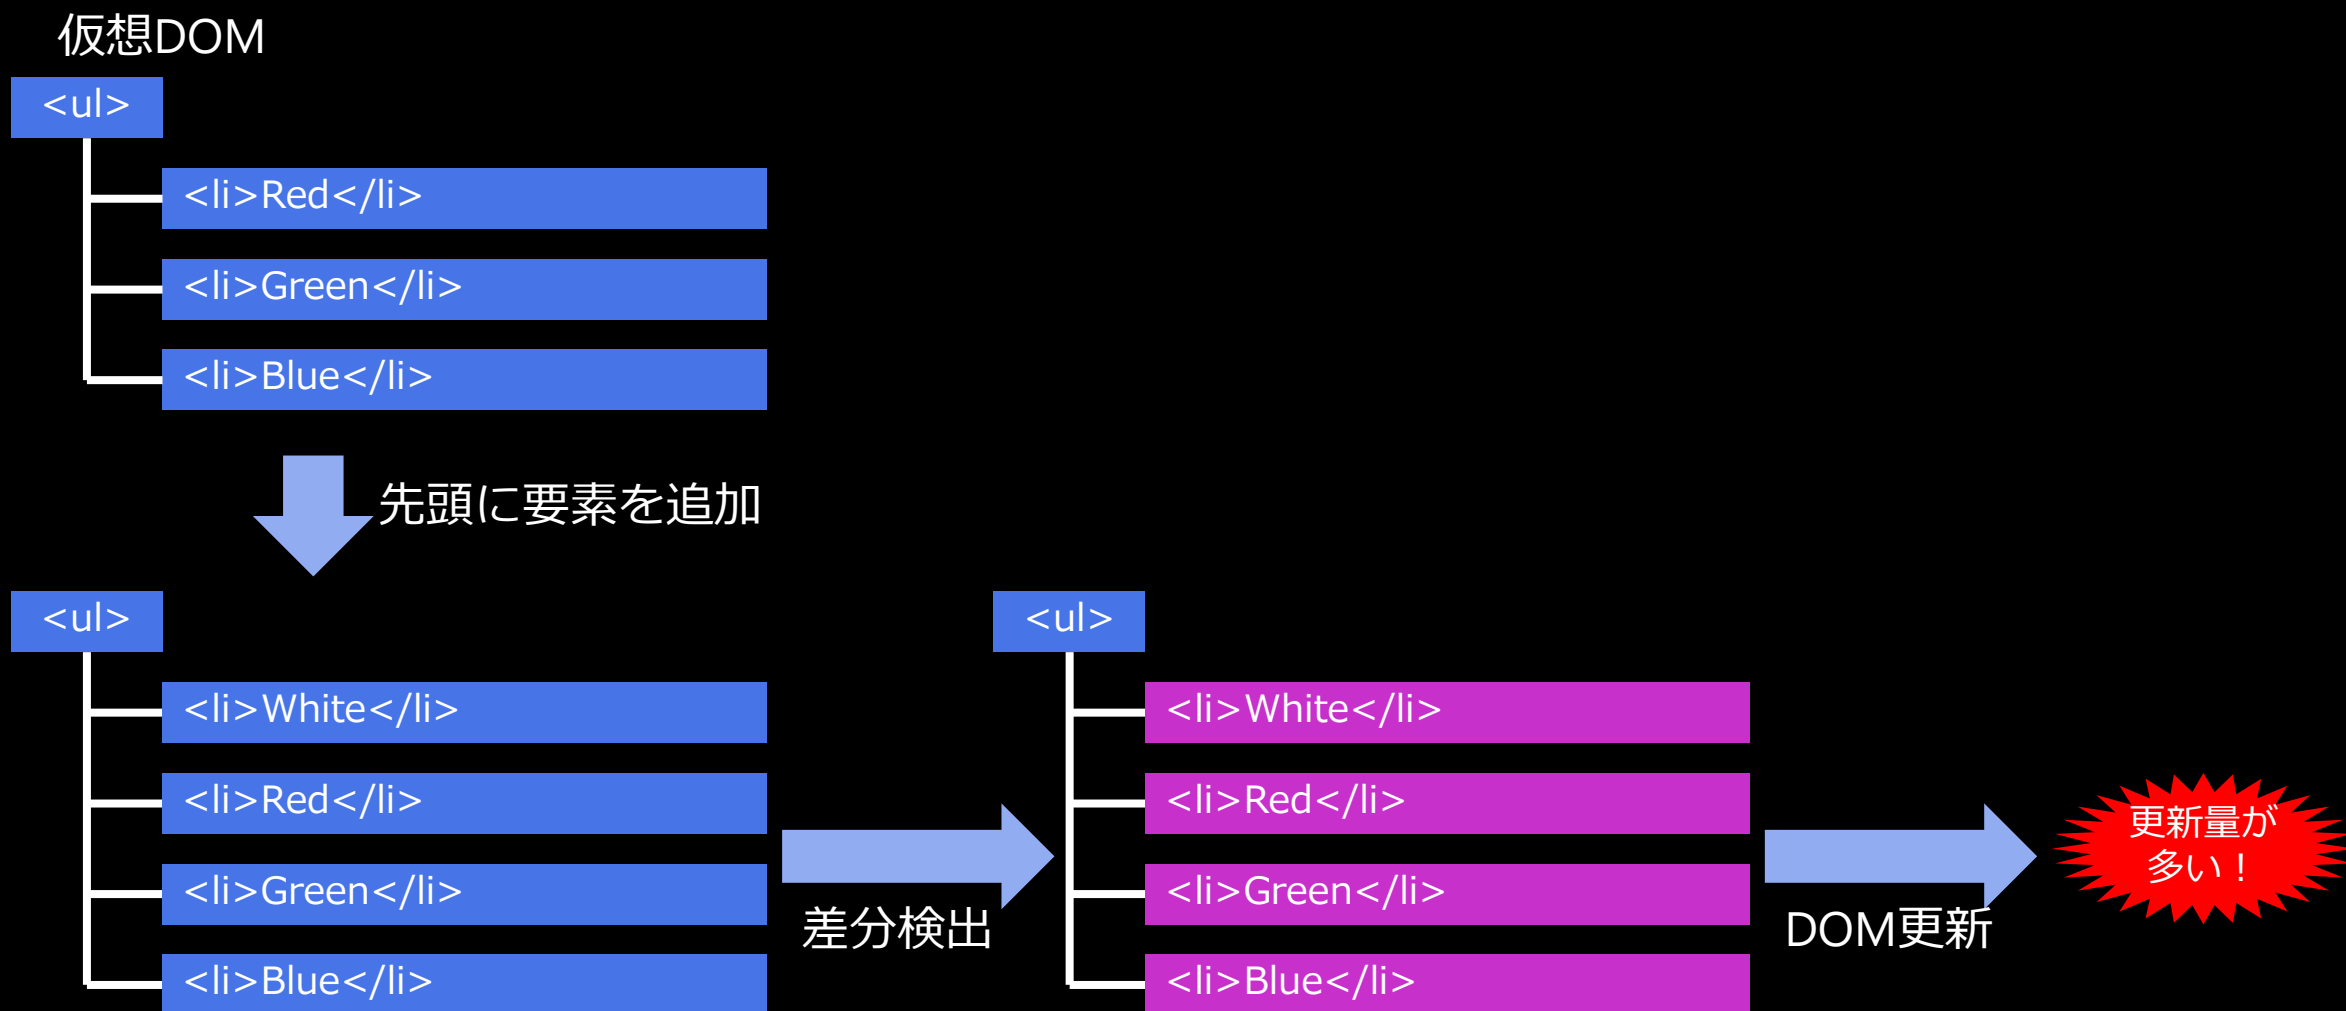 仮想DOM
<ul>
<li>Red</li>
<li>Green</li>
<li>Blue</li>
先頭に要素を追加
<ul>
<li>White</li>
<li>Red</li>
<li>Green</li>
<li>Blue</li>
差分検出
<ul>
<li>White</li>
<li>Red</li>
<li>Green</li>
<li>Blue</li>
DOM更新
更新量が
多い！